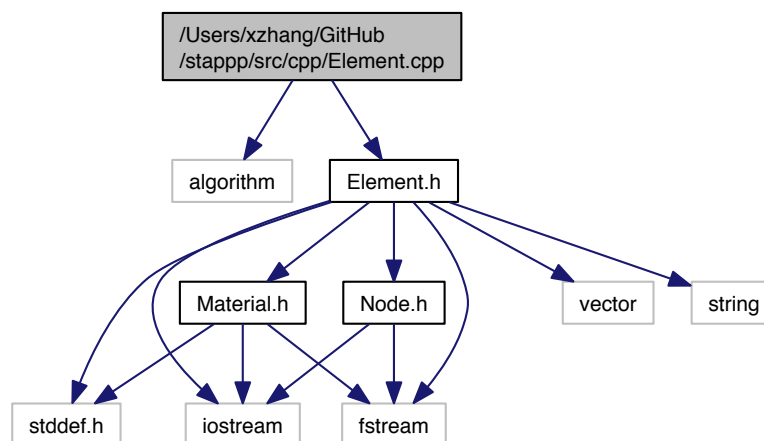 /Users/xzhang/GitHub
/stappp/src/cpp/Element.cpp
algorithm
Element.h
Material.h
Node.h
vector
string
stddef.h
iostream
fstream